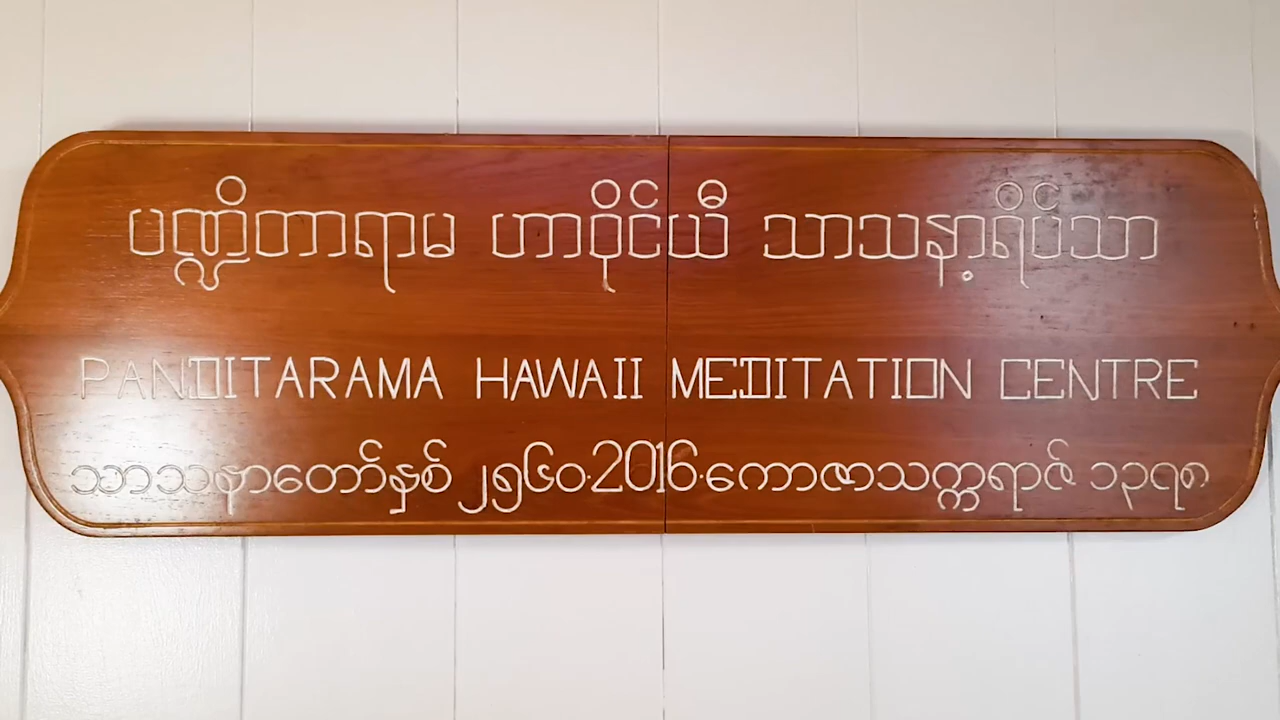 ပဏ္ဍိတာရာမ ဟာဝိုင်ယီ သာသနာ့ရိပ်သာ
PANDITARAMA HAWAII MEDITATION CENTRE
သာသနာတော်နှစ် ၂၅၆၀.2016.ကောဇာသက္ကရာဇ် ၁၃၇၈